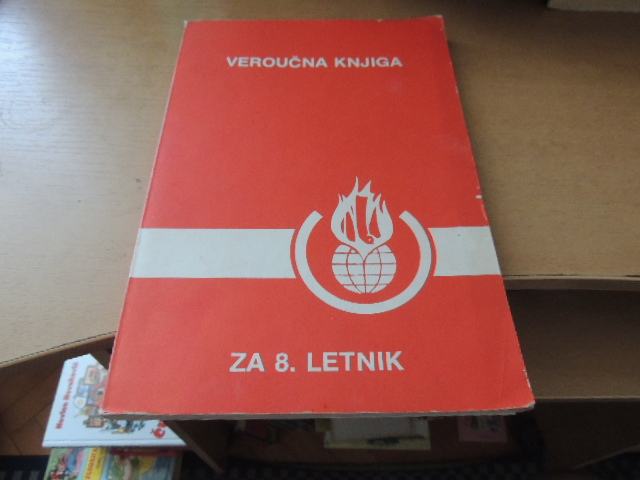 VEROUČNA KNJIGA
ZA 8. LETNIK